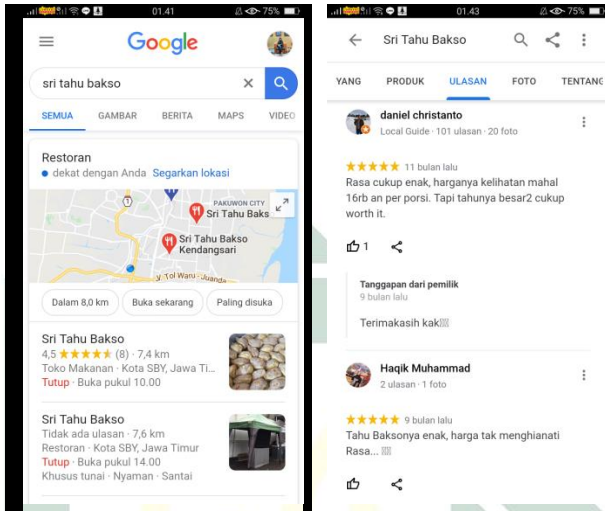 01.41
75%
Google
sri tahu bakso
SEMUA GAMBAR BERITA MAPS VIDEO
Restoran
dekat dengan Anda Segarkan lokasi
PAKUWON CITY
Sri Tahu Baks
Sri Tahu Bakso
Kendangsari
Jl. Tol Waru - Juanda
Dalam 8,0 km Buka sekarang Paling disuka
Sri Tahu Bakso
4,5 ★★★★★ (8) · 7,4 km
Toko Makanan · Kota SBY, Jawa Ti...
Tutup · Buka pukul 10.00
Sri Tahu Bakso
Tidak ada ulasan · 7,6 km
Restoran · Kota SBY, Jawa Timur
Tutup · Buka pukul 14.00
Khusus tunai · Nyaman · Santai
01.43
75%
Sri Tahu Bakso
YANG PRODUK ULASAN FOTO TENTANG
daniel christanto
Local Guide · 101 ulasan · 20 foto
★★★★★ 11 bulan lalu
Rasa cukup enak, harganya kelihatan mahal
16rb an per porsi. Tapi tahunya besar2 cukup
worth it.
1
Tanggapan dari pemilik
9 bulan lalu
Terimakasih kak
Haqik Muhammad
2 ulasan · 1 foto
★★★★★ 9 bulan lalu
Tahu Baksonya enak, harga tak menghianati
Rasa...